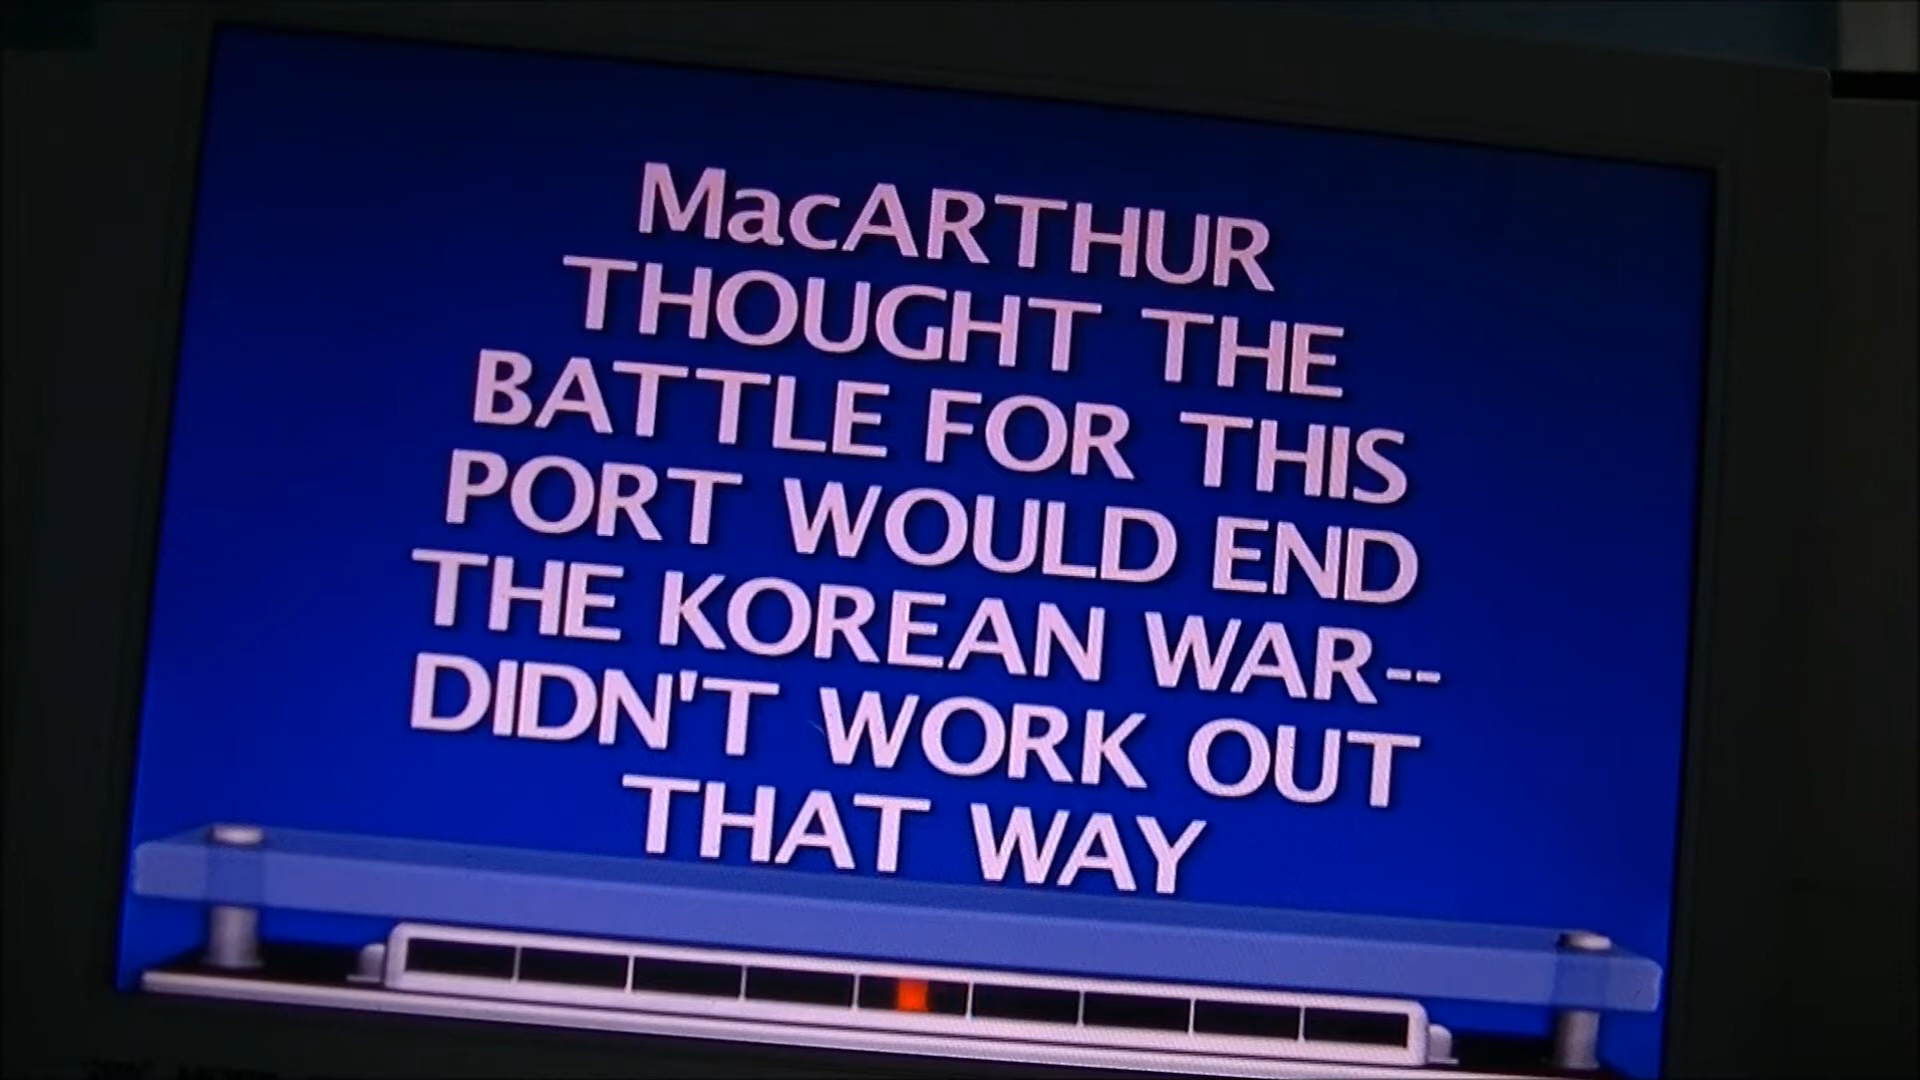 MacARTHUR
THOUGHT THE
BATTLE FOR THIS
PORT WOULD END
THE KOREAN WAR--
DIDN'T WORK OUT
THAT WAY